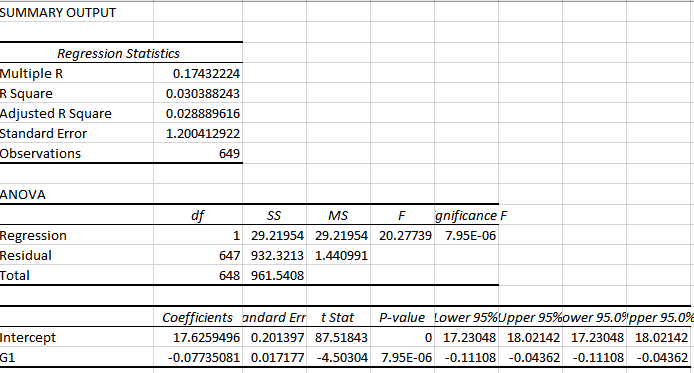 SUMMARY OUTPUT
Regression Statistics
Multiple R 0.17432224
R Square 0.030388243
Adjusted R Square 0.028889616
Standard Error 1.200412922
Observations 649
ANOVA
df SS MS F gnificance F
Regression 1 29.21954 29.21954 20.27739 7.95E-06
Residual 647 932.3213 1.440991
Total 648 961.5408
Coefficients andard Err t Stat P-value Lower 95% Upper 95% ower 95.0% pper 95.0%
Intercept 17.6259496 0.201397 87.51843 0 17.23048 18.02142 17.23048 18.02142
G1 -0.07735081 0.017177 -4.50304 7.95E-06 -0.11108 -0.04362 -0.11108 -0.04362